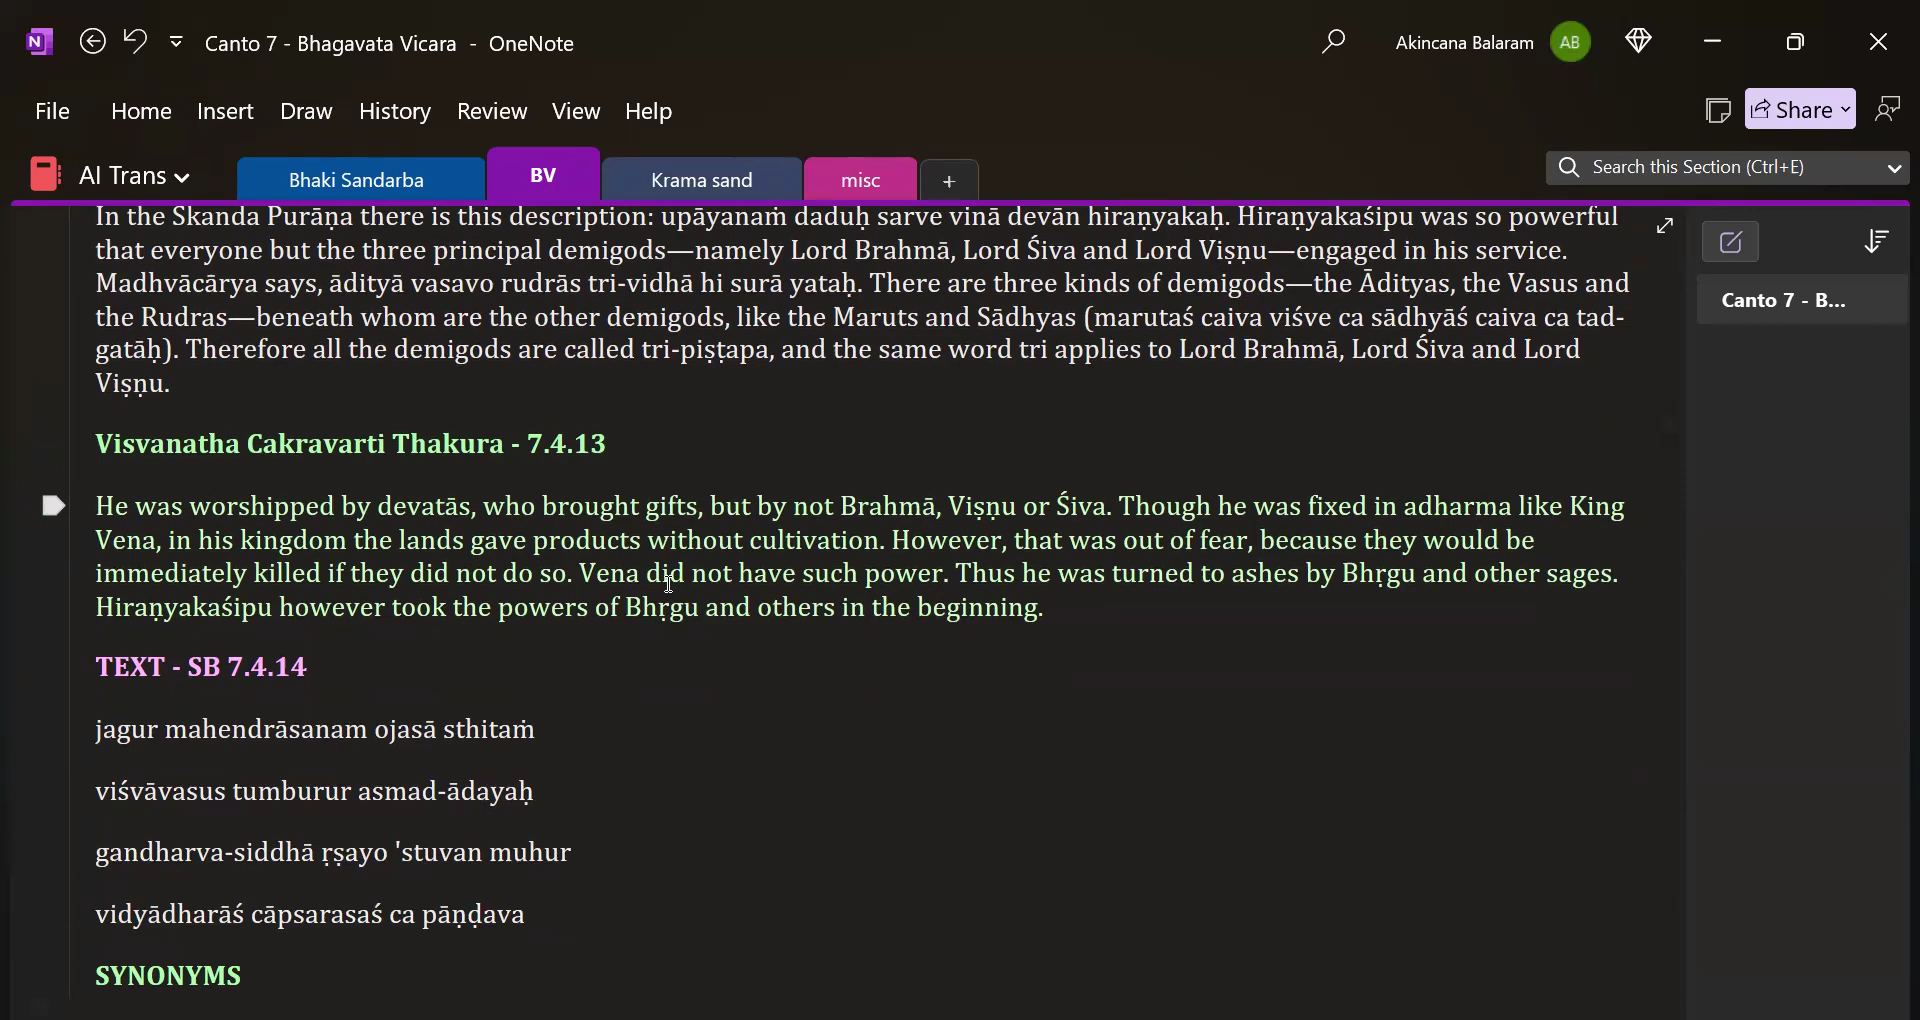 Canto 7 - Bhagavata Vicara - OneNote
Akincana Balaram AB
File Home Insert Draw History Review View Help
Share
AI Trans
Bhaki Sandarba BV Krama sand misc +
Search this Section (Ctrl+E)
Canto 7 - B...
In the Skanda Purāṇa there is this description: upāyanaṁ daduḥ sarve vinā devān hiraṇyakaḥ. Hiraṇyakaśipu was so powerful
that everyone but the three principal demigods—namely Lord Brahmā, Lord Śiva and Lord Viṣṇu—engaged in his service.
Madhvācārya says, ādityā vasavo rudrās tri-vidhā hi surā yataḥ. There are three kinds of demigods—the Ādityas, the Vasus and
the Rudras—beneath whom are the other demigods, like the Maruts and Sādhyas (marutaś caiva viśve ca sādhyāś caiva ca tad-
gatāḥ). Therefore all the demigods are called tri-piṣṭapa, and the same word tri applies to Lord Brahmā, Lord Śiva and Lord
Viṣṇu.
Visvanatha Cakravarti Thakura - 7.4.13
He was worshipped by devatās, who brought gifts, but by not Brahmā, Viṣṇu or Śiva. Though he was fixed in adharma like King
Vena, in his kingdom the lands gave products without cultivation. However, that was out of fear, because they would be
immediately killed if they did not do so. Vena did not have such power. Thus he was turned to ashes by Bhṛgu and other sages.
Hiraṇyakaśipu however took the powers of Bhṛgu and others in the beginning.
TEXT - SB 7.4.14
jagur mahendrāsanam ojasā sthitaṁ
viśvāvasus tumburur asmad-ādayaḥ
gandharva-siddhā ṛṣayo 'stuvan muhur
vidyādharāś cāpsarasaś ca pāṇḍava
SYNONYMS